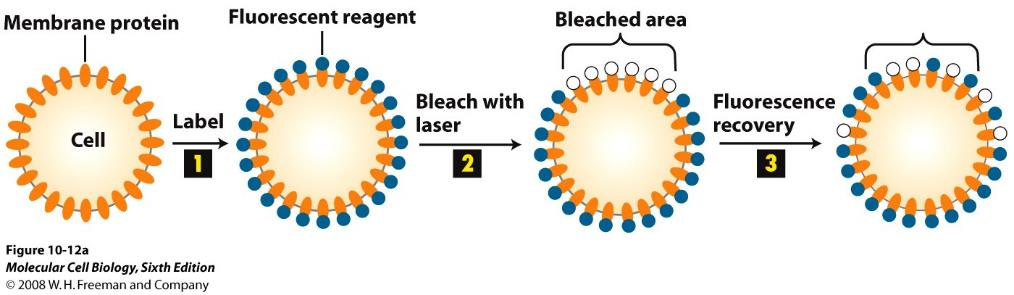 Membrane protein
Fluorescent reagent
Bleached area
Cell
Label
1
Bleach with
laser
2
Fluorescence
recovery
3
Figure 10-12a
Molecular Cell Biology, Sixth Edition
© 2008 W. H. Freeman and Company